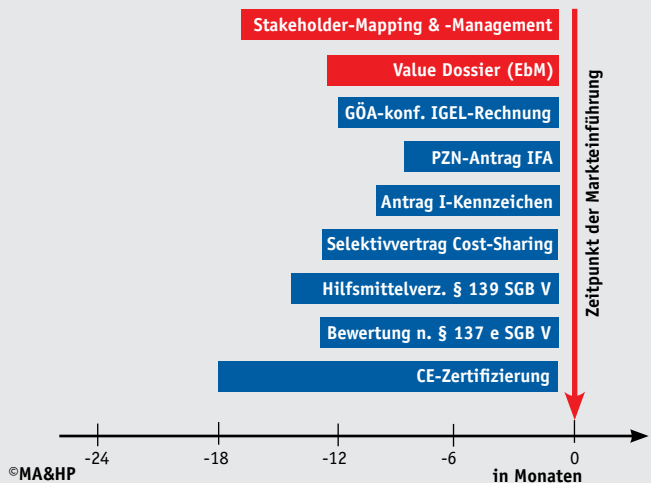 Stakeholder-Mapping & -Management
Value Dossier (EbM)
GÖA-konf. IGEL-Rechnung
PZN-Antrag IFA
Antrag I-Kennzeichen
Selektivvertrag Cost-Sharing
Hilfsmittelverz. § 139 SGB V
Bewertung n. § 137 e SGB V
CE-Zertifizierung
Zeitpunkt der Markteinführung
-24 -18 -12 -6 0
©MA&HP in Monaten